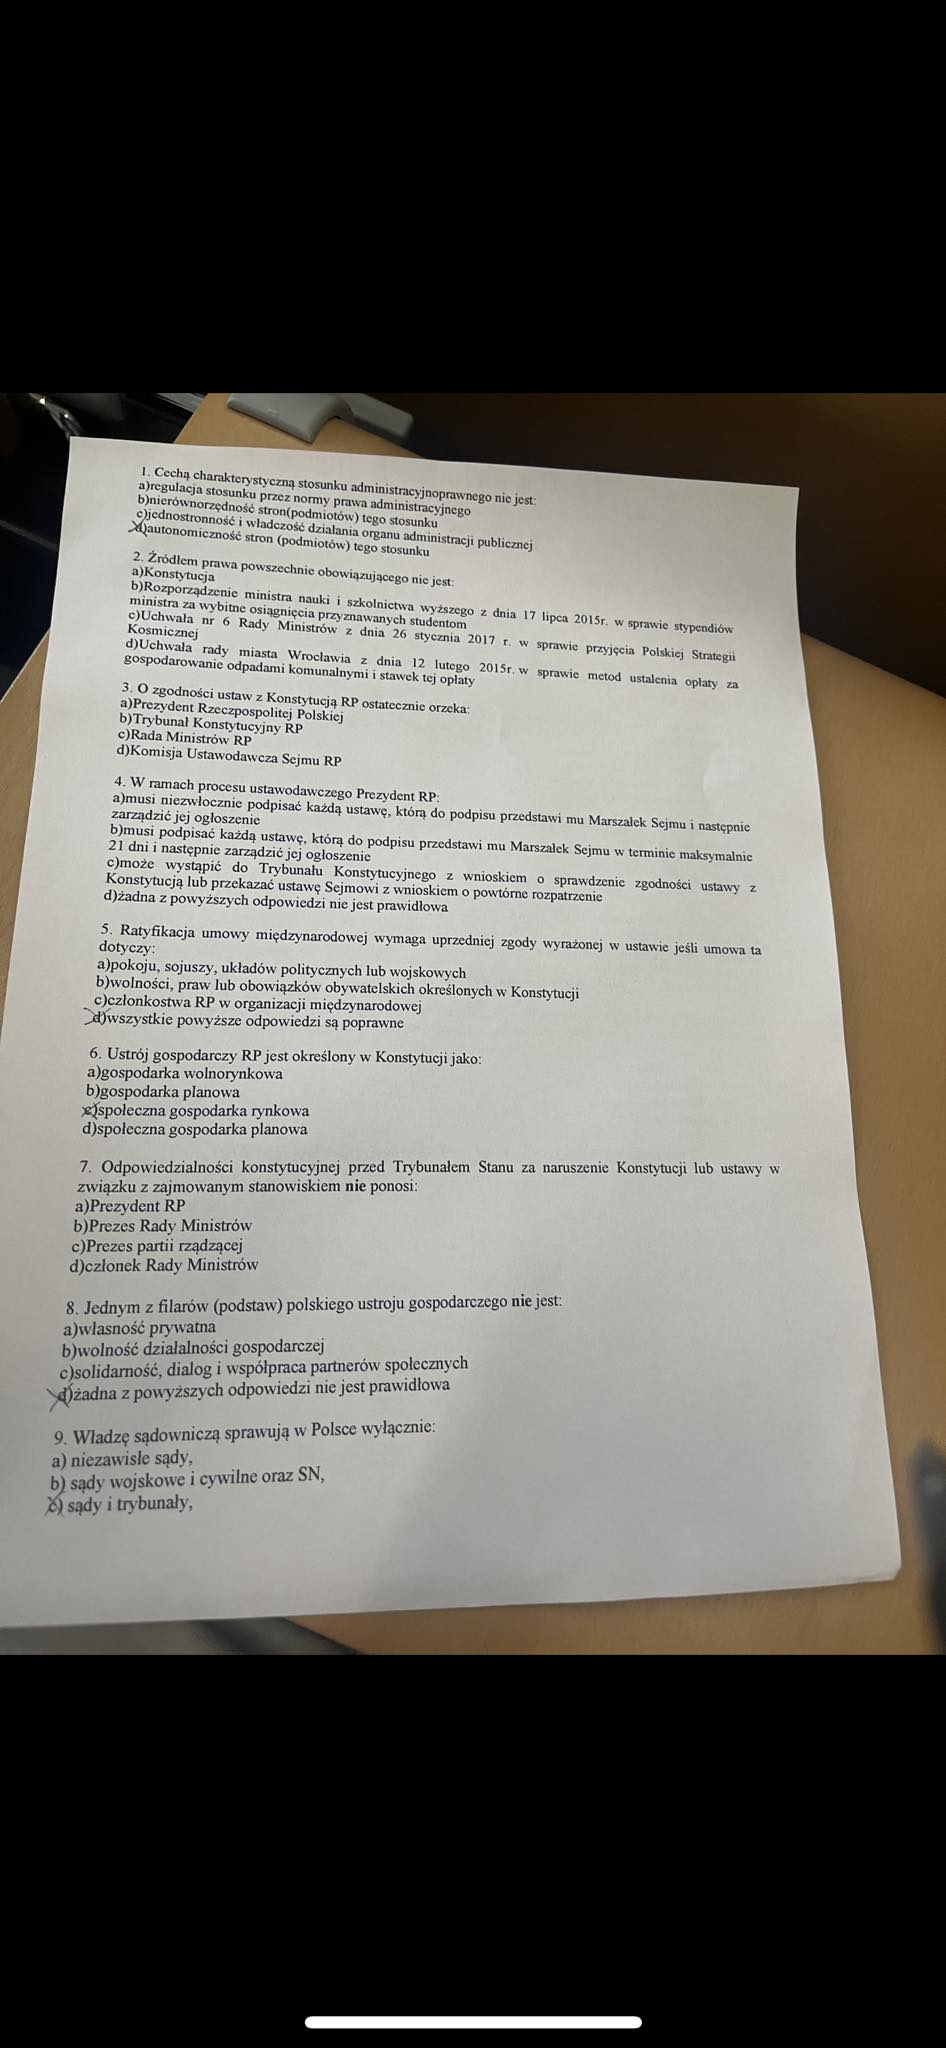 1. Cechą charakterystyczną stosunku administracyjnoprawnego nie jest:
a)regulacja stosunku przez normy prawa administracyjnego
b)nierównorzędność stron(podmiotów) tego stosunku
c)jednostronność i władczość działania organu administracji publicznej
d)autonomiczność stron (podmiotów) tego stosunku
2. Źródłem prawa powszechnie obowiązującego nie jest:
a)Konstytucja
b)Rozporządzenie ministra nauki i szkolnictwa wyższego z dnia 17 lipca 2015r. w sprawie stypendiów
ministra za wybitne osiągnięcia przyznawanych studentom
c)Uchwała nr 6 Rady Ministrów z dnia 26 stycznia 2017 r. w sprawie przyjęcia Polskiej Strategii
Kosmicznej
d)Uchwała rady miasta Wrocławia z dnia 12 lutego 2015r. w sprawie metod ustalenia opłaty za
gospodarowanie odpadami komunalnymi i stawek tej opłaty
3. O zgodności ustaw z Konstytucją RP ostatecznie orzeka:
a)Prezydent Rzeczpospolitej Polskiej
b)Trybunał Konstytucyjny RP
c)Rada Ministrów RP
d)Komisja Ustawodawcza Sejmu RP
4. W ramach procesu ustawodawczego Prezydent RP:
a)musi niezwłocznie podpisać każdą ustawę, którą do podpisu przedstawi mu Marszałek Sejmu i następnie
zarządzić jej ogłoszenie
b)musi podpisać każdą ustawę, którą do podpisu przedstawi mu Marszałek Sejmu w terminie maksymalnie
21 dni i następnie zarządzić jej ogłoszenie
c)może wystąpić do Trybunału Konstytucyjnego z wnioskiem o sprawdzenie zgodności ustawy z
Konstytucją lub przekazać ustawę Sejmowi z wnioskiem o powtórne rozpatrzenie
d)żadna z powyższych odpowiedzi nie jest prawidłowa
5. Ratyfikacja umowy międzynarodowej wymaga uprzedniej zgody wyrażonej w ustawie jeśli umowa ta
dotyczy:
a)pokoju, sojuszy, układów politycznych lub wojskowych
b)wolności, praw lub obowiązków obywatelskich określonych w Konstytucji
c)członkostwa RP w organizacji międzynarodowej
d)wszystkie powyższe odpowiedzi są poprawne
6. Ustrój gospodarczy RP jest określony w Konstytucji jako:
a)gospodarka wolnorynkowa
b)gospodarka planowa
c)społeczna gospodarka rynkowa
d)społeczna gospodarka planowa
7. Odpowiedzialności konstytucyjnej przed Trybunałem Stanu za naruszenie Konstytucji lub ustawy w
związku z zajmowanym stanowiskiem nie ponosi:
a)Prezydent RP
b)Prezes Rady Ministrów
c)Prezes partii rządzącej
d)członek Rady Ministrów
8. Jednym z filarów (podstaw) polskiego ustroju gospodarczego nie jest:
a)własność prywatna
b)wolność działalności gospodarczej
c)solidarność, dialog i współpraca partnerów społecznych
d)żadna z powyższych odpowiedzi nie jest prawidłowa
9. Władzę sądowniczą sprawują w Polsce wyłącznie:
a) niezawisłe sądy,
b) sądy wojskowe i cywilne oraz SN,
c) sądy i trybunały,